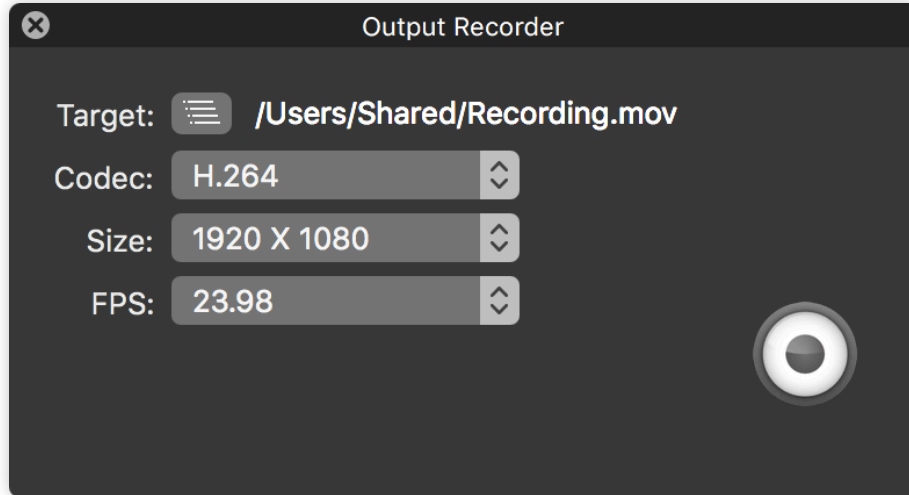 Output Recorder
Target: /Users/Shared/Recording.mov
Codec: H.264
Size: 1920 X 1080
FPS: 23.98